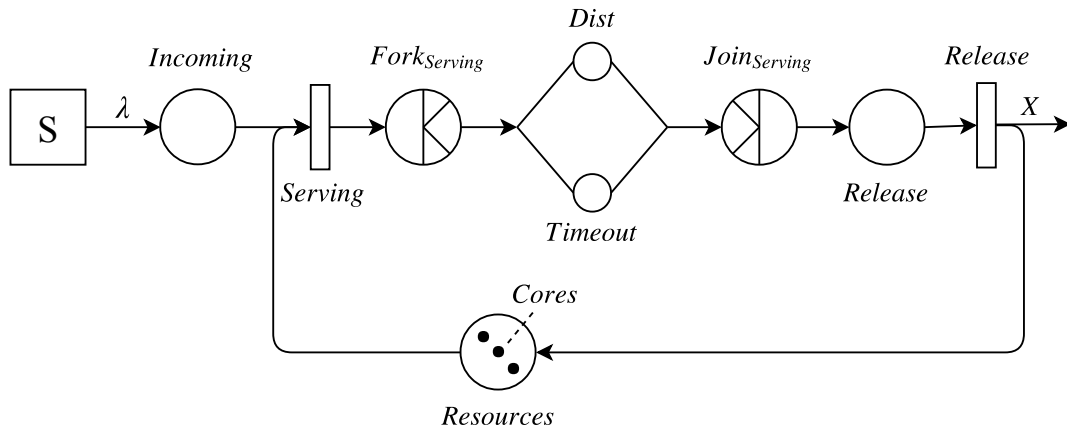 Dist
Incoming
Fork_Serving
Join_Serving
Release
S
λ
X
Serving
Release
Timeout
Cores
Resources